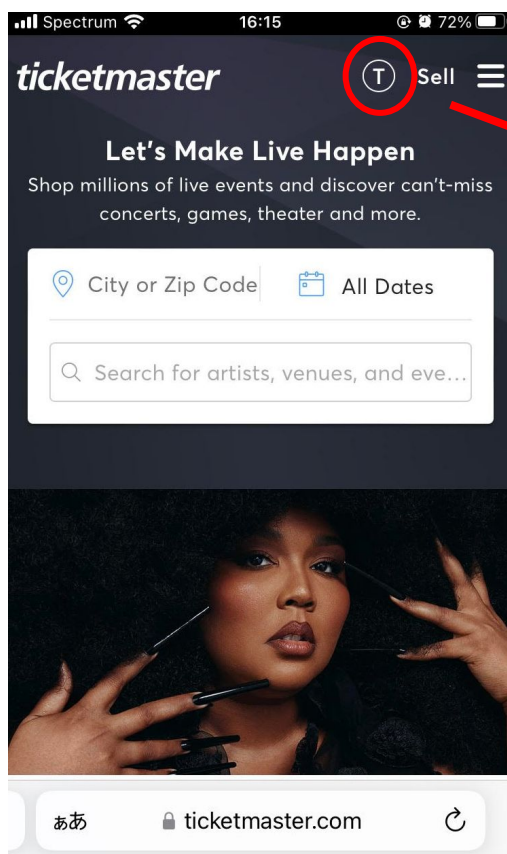 Spectrum 16:15 72%
ticketmaster T Sell
Let's Make Live Happen
Shop millions of live events and discover can't-miss
concerts, games, theater and more.
City or Zip Code All Dates
Search for artists, venues, and eve...
ぁあ ticketmaster.com